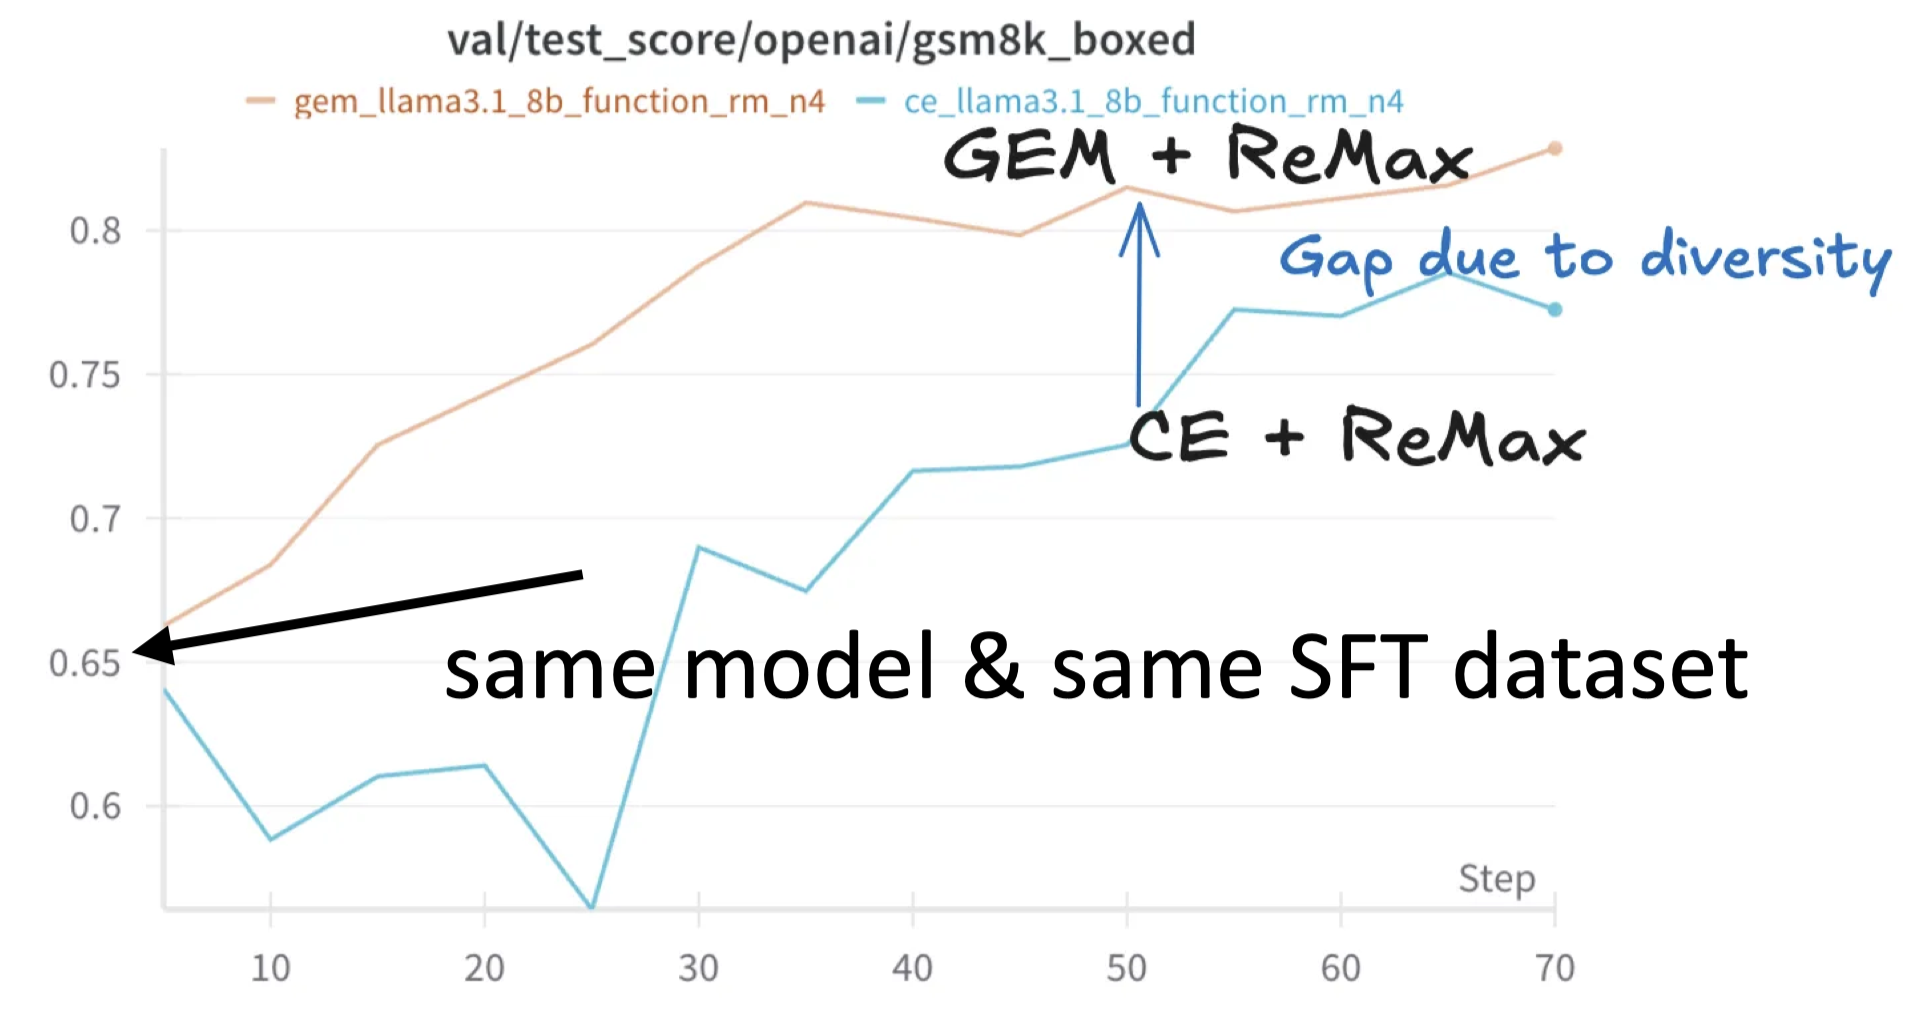 val/test_score/openai/gsm8k_boxed
gem_llama3.1_8b_function_rm_n4 ce_llama3.1_8b_function_rm_n4
GEM + ReMax
0.8
Gap due to diversity
0.75
CE + ReMax
0.7
same model & same SFT dataset
0.65
0.6
Step
10 20 30 40 50 60 70